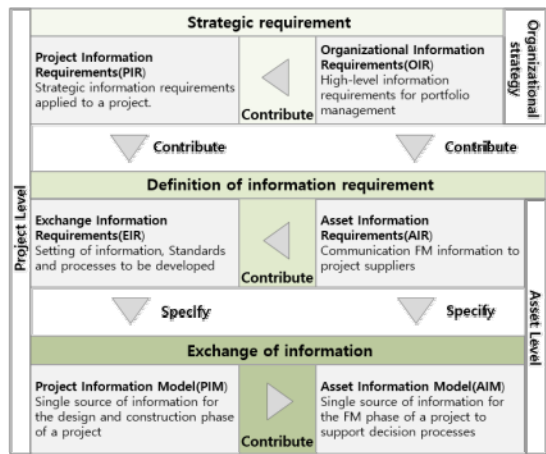 Strategic requirement
Organizational
strategy
Project Information
Requirements(PIR)
Strategic information requirements
applied to a project.
Contribute
Organizational Information
Requirements(OIR)
High-level information
requirements for portfolio
management
Contribute
Contribute
Project Level
Definition of information requirement
Exchange Information
Requirements(EIR)
Setting of information, Standards
and processes to be developed
Contribute
Asset Information
Requirements(AIR)
Communication FM information to
project suppliers
Asset Level
Specify
Specify
Exchange of information
Project Information Model(PIM)
Single source of information for
the design and construction phase
of a project
Contribute
Asset Information Model(AIM)
Single source of information for
the FM phase of a project to
support decision processes